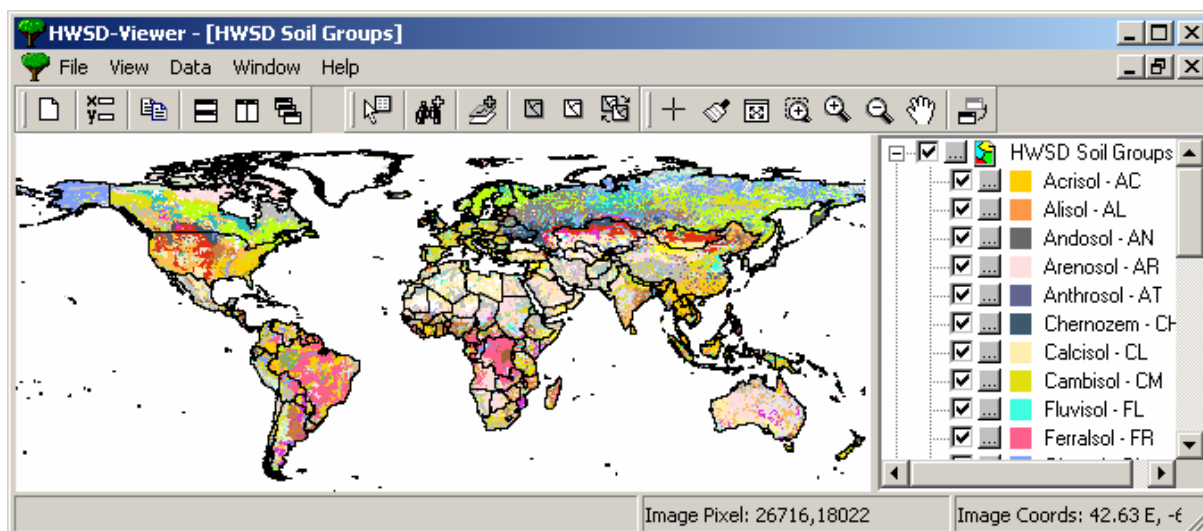 HWSD-Viewer - [HWSD Soil Groups]
File View Data Window Help
HWSD Soil Groups
Acrisol - AC
Alisol - AL
Andosol - AN
Arenosol - AR
Anthrosol - AT
Chernozem - CH
Calcisol - CL
Cambisol - CM
Fluvisol - FL
Ferralsol - FR
Image Pixel: 26716,18022
Image Coords: 42.63 E, -6